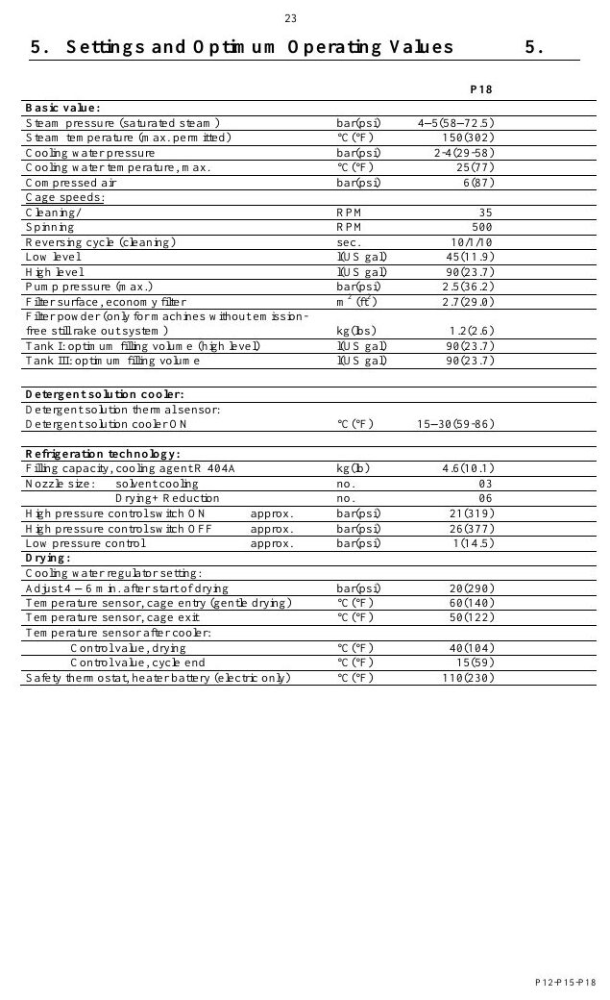 23
5. Settings and Optimum Operating Values 5.
P18
Basic value:
Steam pressure (saturated steam) bar(psi) 4–5(58–72.5)
Steam temperature (max. permitted) °C (°F) 150(302)
Cooling water pressure bar(psi) 2-4(29-58)
Cooling water temperature, max. °C (°F) 25(77)
Compressed air bar(psi) 6(87)
Cage speeds:
Cleaning/ RPM 35
Spinning RPM 500
Reversing cycle (cleaning) sec. 10/1/10
Low level l(US gal) 45(11.9)
High level l(US gal) 90(23.7)
Pump pressure (max.) bar(psi) 2.5(36.2)
Filter surface, economy filter m² (ft²) 2.7(29.0)
Filter powder (only for machines without emission-
free still rake out system) kg(lbs) 1.2(2.6)
Tank I: optimum filling volume (high level) l(US gal) 90(23.7)
Tank III: optimum filling volume l(US gal) 90(23.7)
Detergent solution cooler:
Detergent solution thermal sensor:
Detergent solution cooler ON °C (°F) 15–30(59-86)
Refrigeration technology:
Filling capacity, cooling agent R 404A kg(lb) 4.6(10.1)
Nozzle size: solvent cooling no. 03
Drying + Reduction no. 06
High pressure control switch ON approx. bar(psi) 21(319)
High pressure control switch OFF approx. bar(psi) 26(377)
Low pressure control approx. bar(psi) 1(14.5)
Drying:
Cooling water regulator setting:
Adjust 4 – 6 min. after start of drying bar(psi) 20(290)
Temperature sensor, cage entry (gentle drying) °C (°F) 60(140)
Temperature sensor, cage exit °C (°F) 50(122)
Temperature sensor after cooler:
Control value, drying °C (°F) 40(104)
Control value, cycle end °C (°F) 15(59)
Safety thermostat, heater battery (electric only) °C (°F) 110(230)
P12-P15-P18